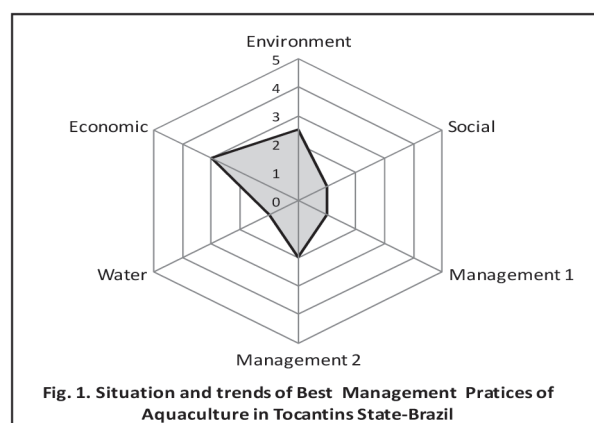 Environment
5
4
Economic
3
Social
2
1
0
Water
Management 1
Management 2
Fig. 1. Situation and trends of Best Management Pratices of
Aquaculture in Tocantins State-Brazil